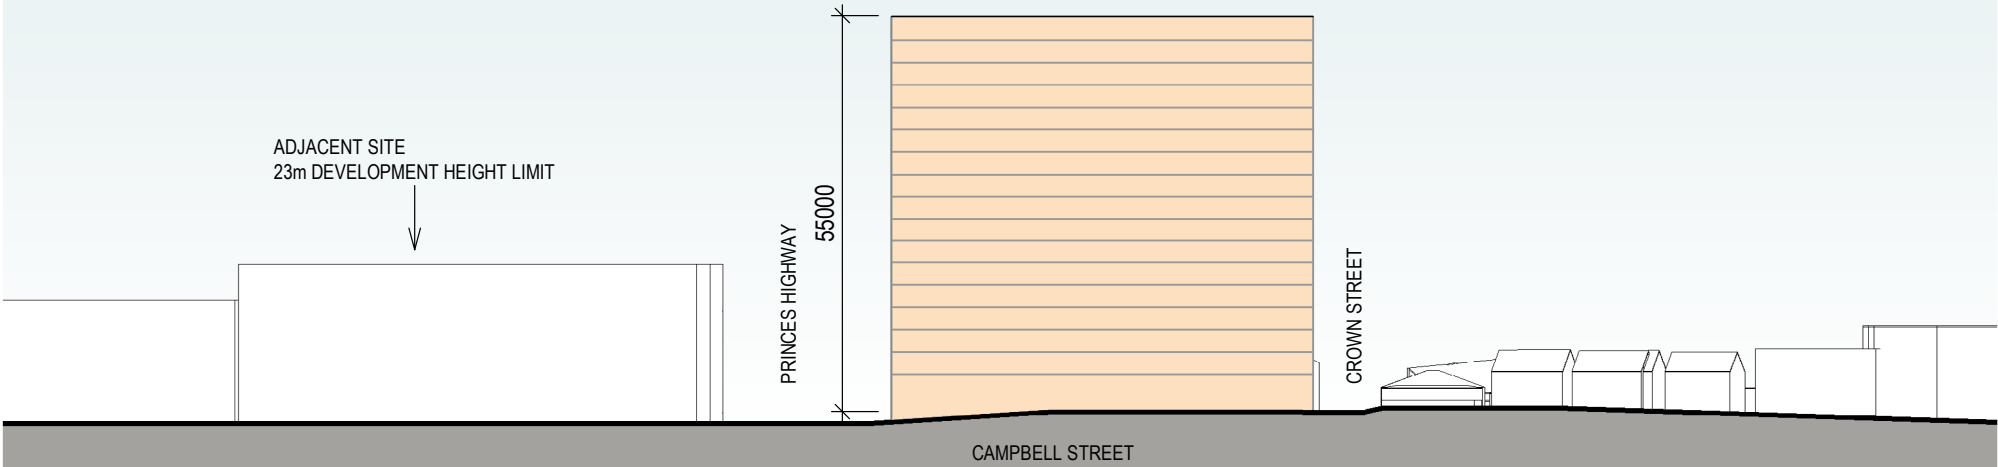 ADJACENT SITE
23m DEVELOPMENT HEIGHT LIMIT
PRINCES HIGHWAY
55000
CROWN STREET
CAMPBELL STREET